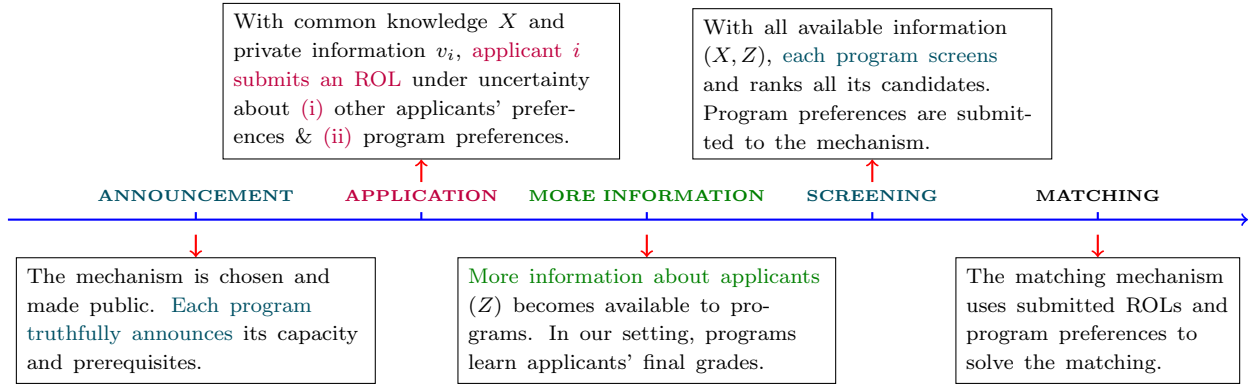 With common knowledge X and
private information v_i, applicant i
submits an ROL under uncertainty
about (i) other applicants' prefer-
ences & (ii) program preferences.
With all available information
(X, Z), each program screens
and ranks all its candidates.
Program preferences are submit-
ted to the mechanism.
ANNOUNCEMENT
APPLICATION
MORE INFORMATION
SCREENING
MATCHING
The mechanism is chosen and
made public. Each program
truthfully announces its capacity
and prerequisites.
More information about applicants
(Z) becomes available to pro-
grams. In our setting, programs
learn applicants' final grades.
The matching mechanism
uses submitted ROLs and
program preferences to
solve the matching.